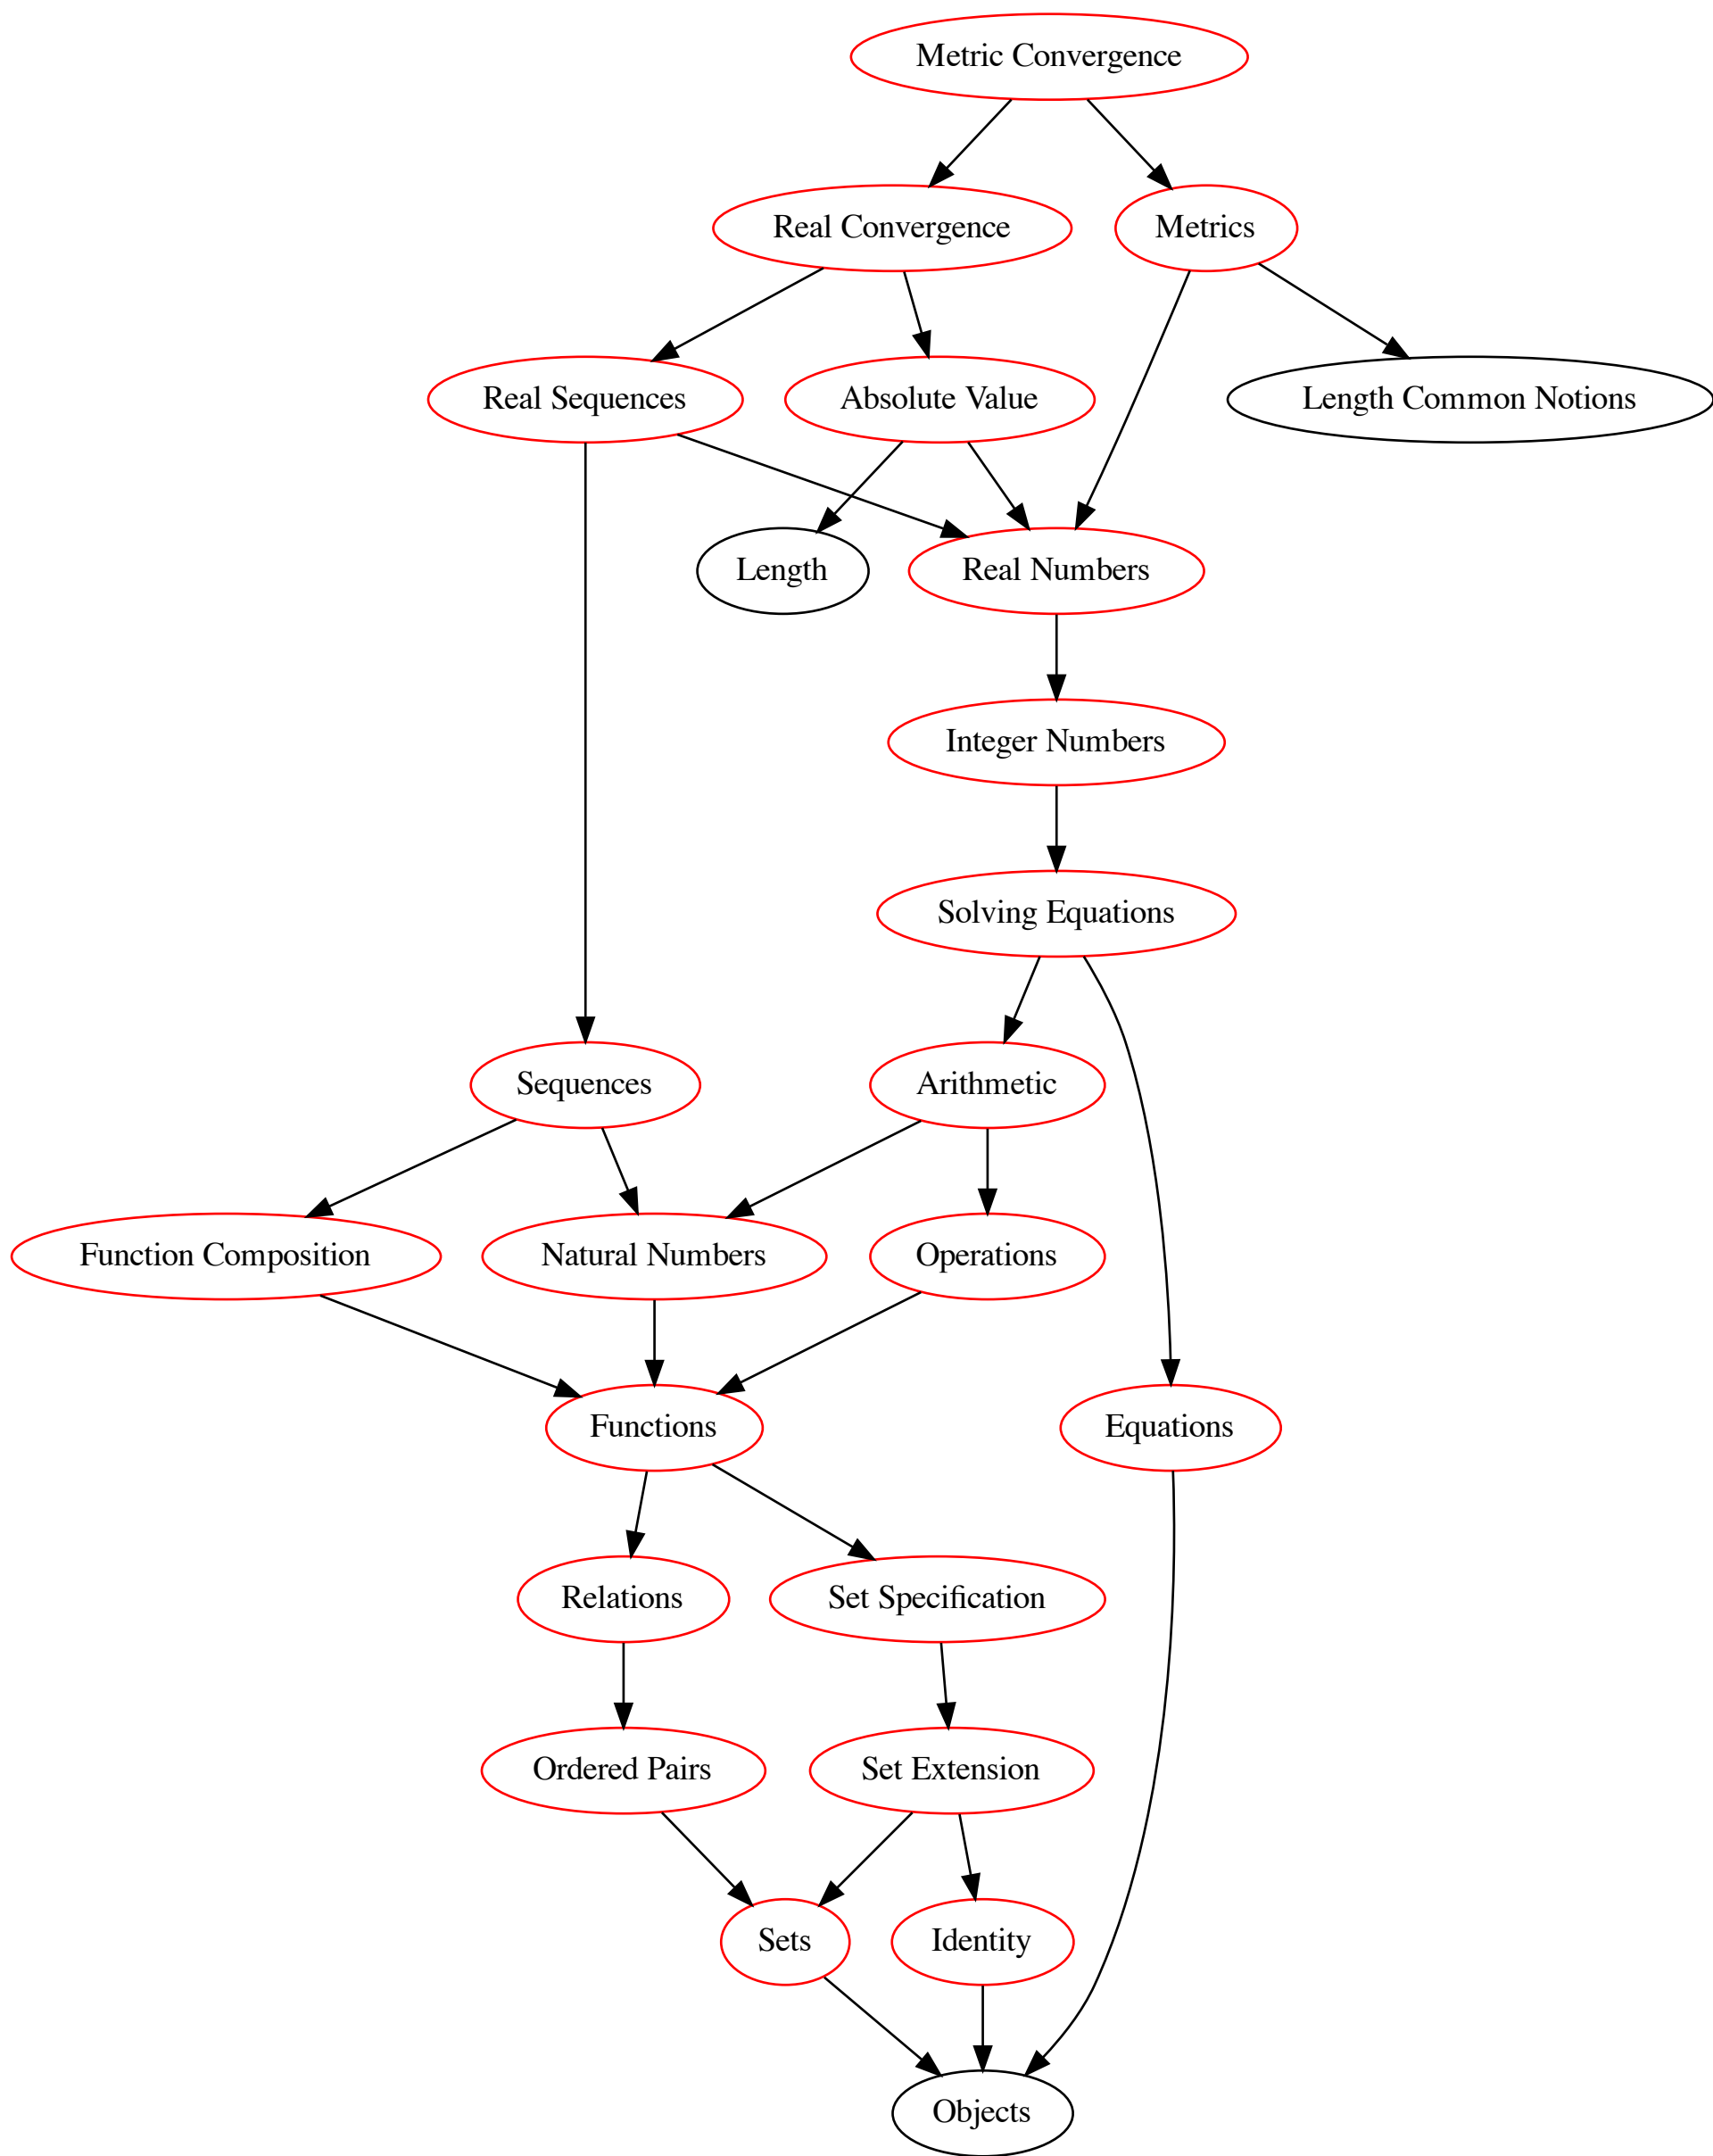 Metric Convergence
Real Convergence
Metrics
Real Sequences
Absolute Value
Length Common Notions
Length
Real Numbers
Integer Numbers
Solving Equations
Sequences
Arithmetic
Function Composition
Natural Numbers
Operations
Functions
Equations
Relations
Set Specification
Ordered Pairs
Set Extension
Sets
Identity
Objects